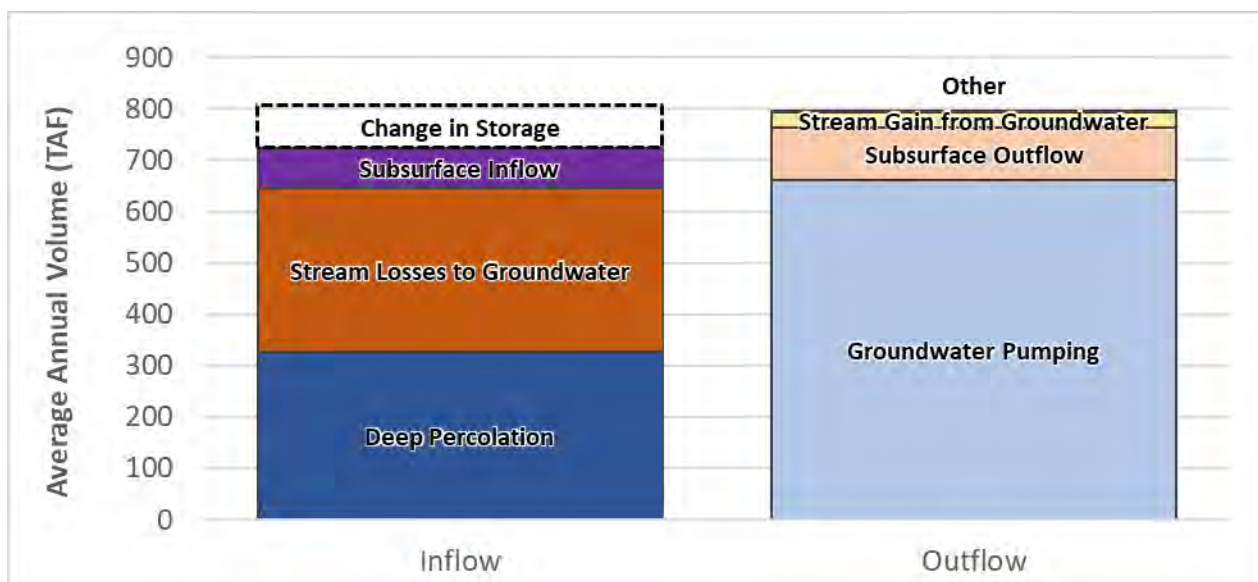 Average Annual Volume (TAF)
900
800
700
600
500
400
300
200
100
0
Change in Storage
Subsurface Inflow
Stream Losses to Groundwater
Deep Percolation
Other
Stream Gain from Groundwater
Subsurface Outflow
Groundwater Pumping
Inflow
Outflow